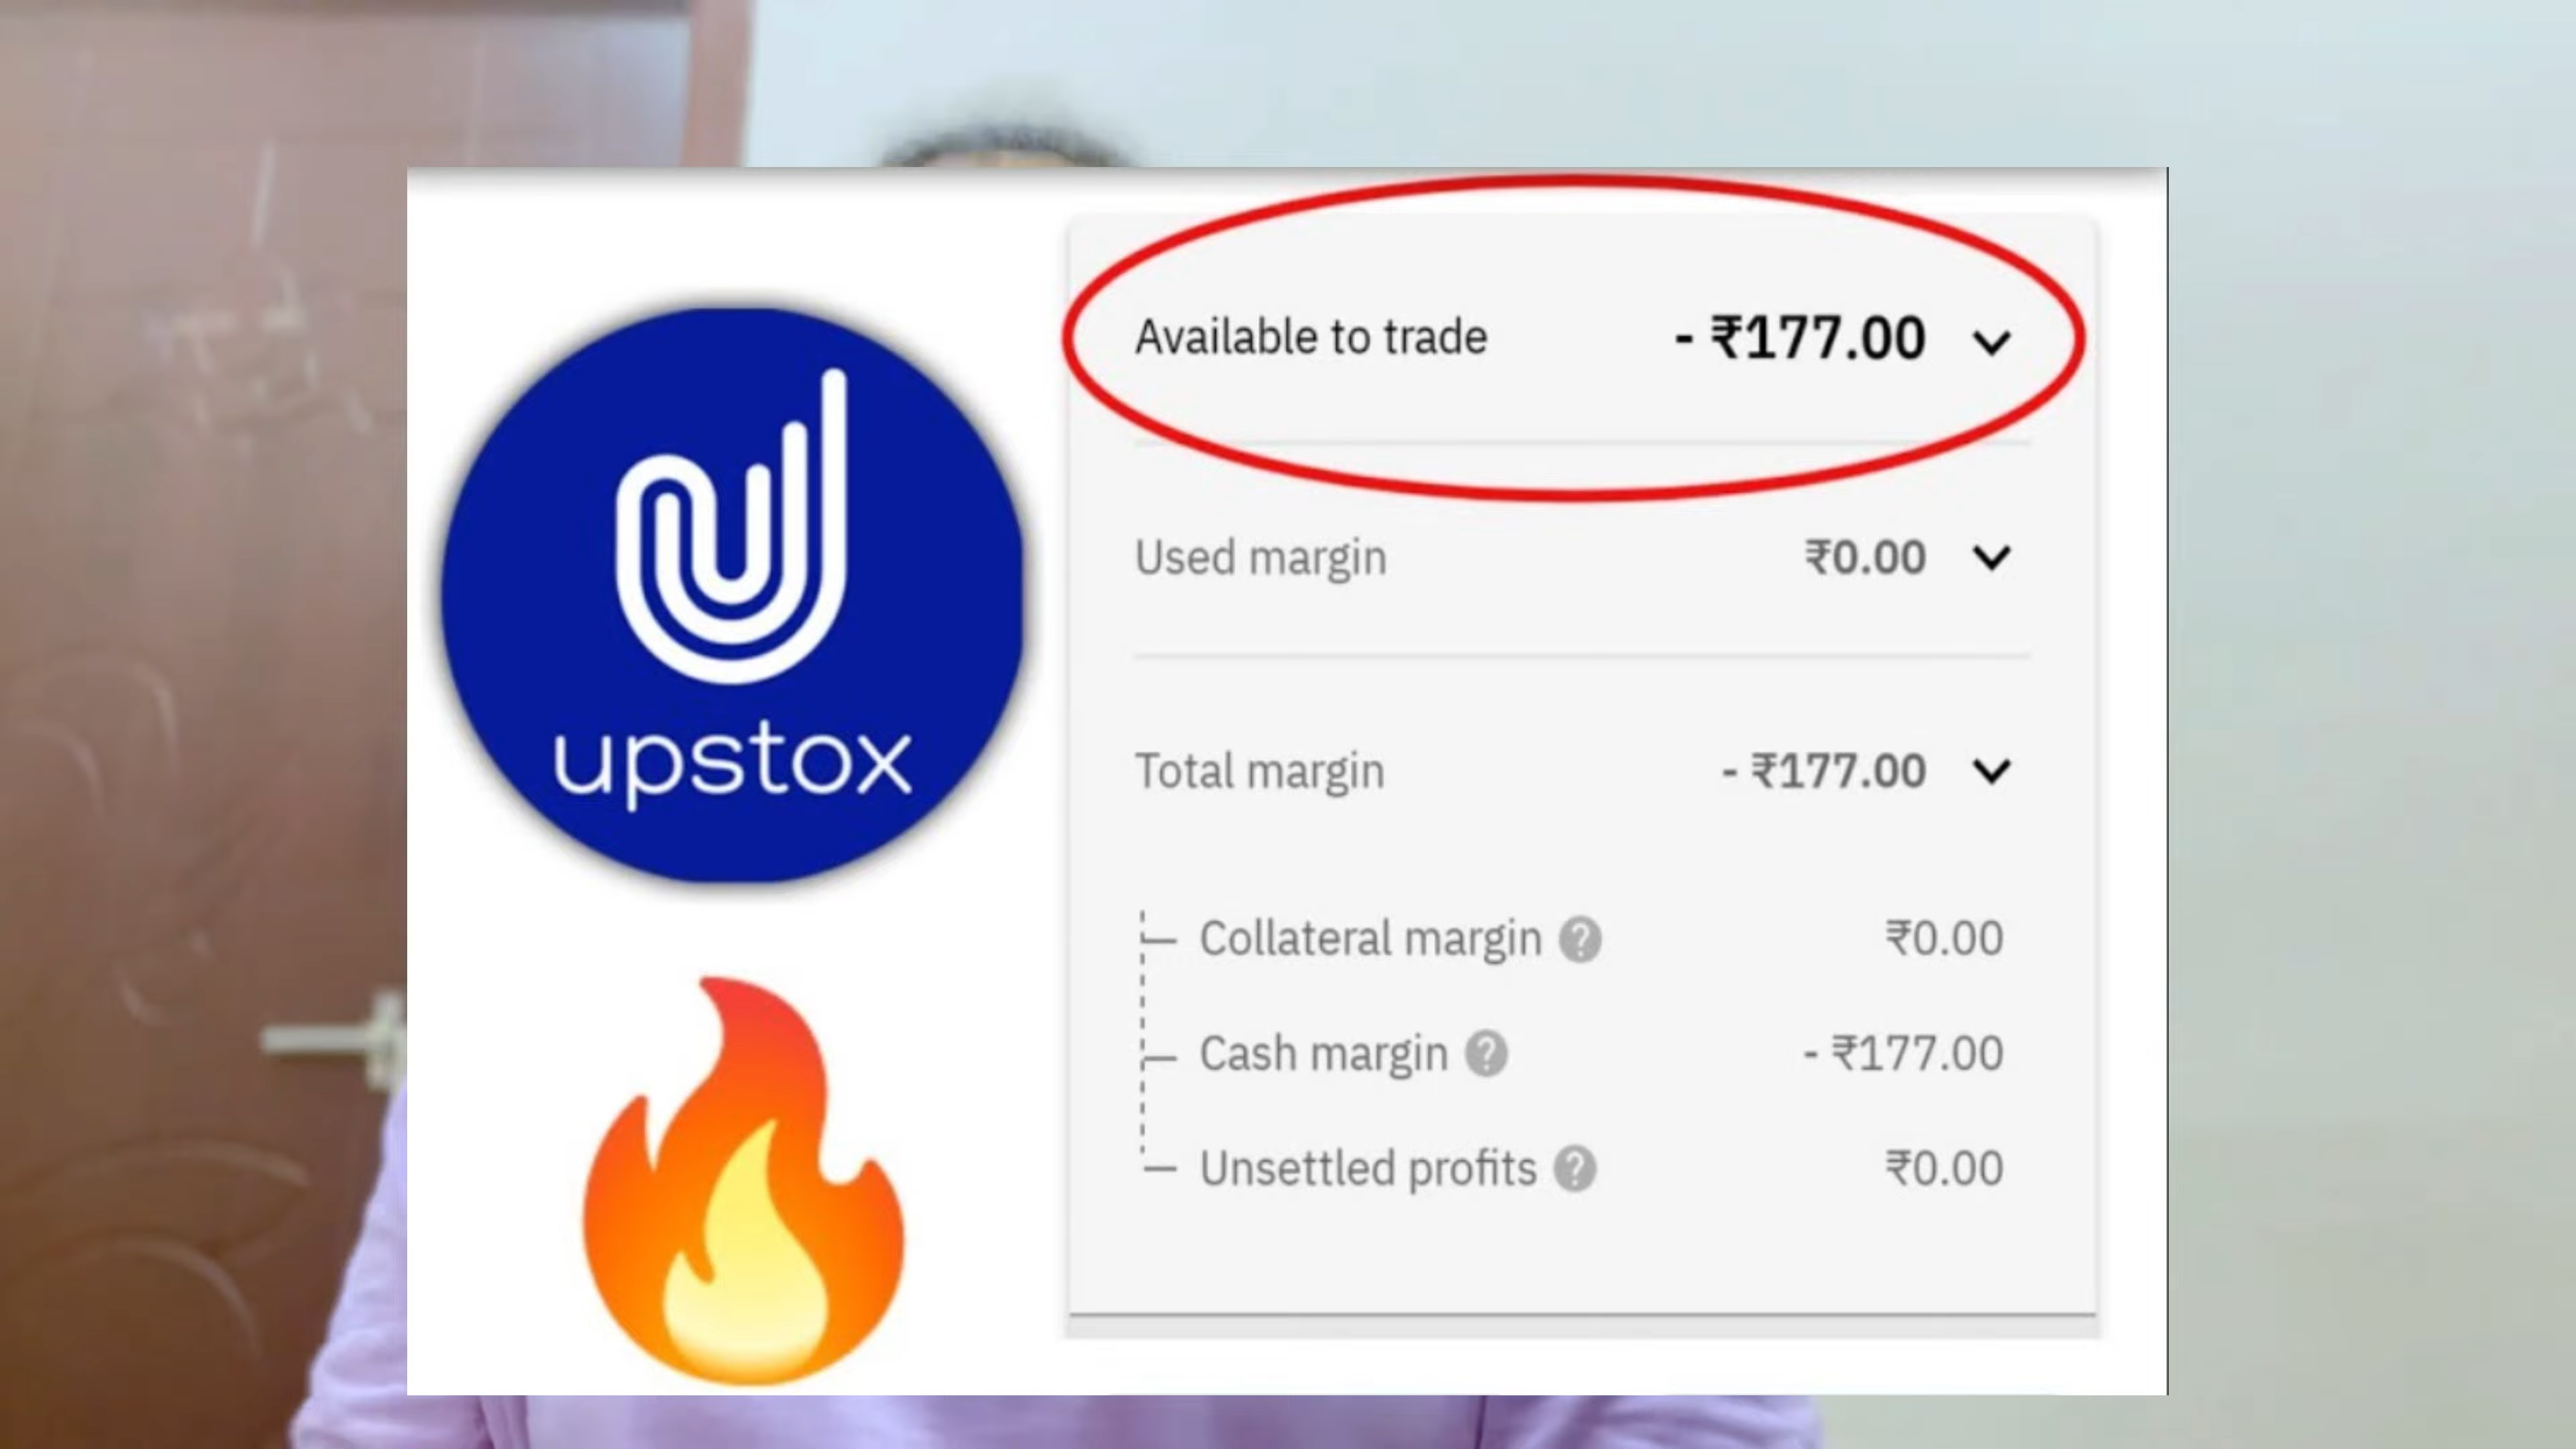 upstox
Available to trade - ₹177.00
Used margin ₹0.00
Total margin - ₹177.00
Collateral margin ? ₹0.00
Cash margin ? - ₹177.00
Unsettled profits ? ₹0.00